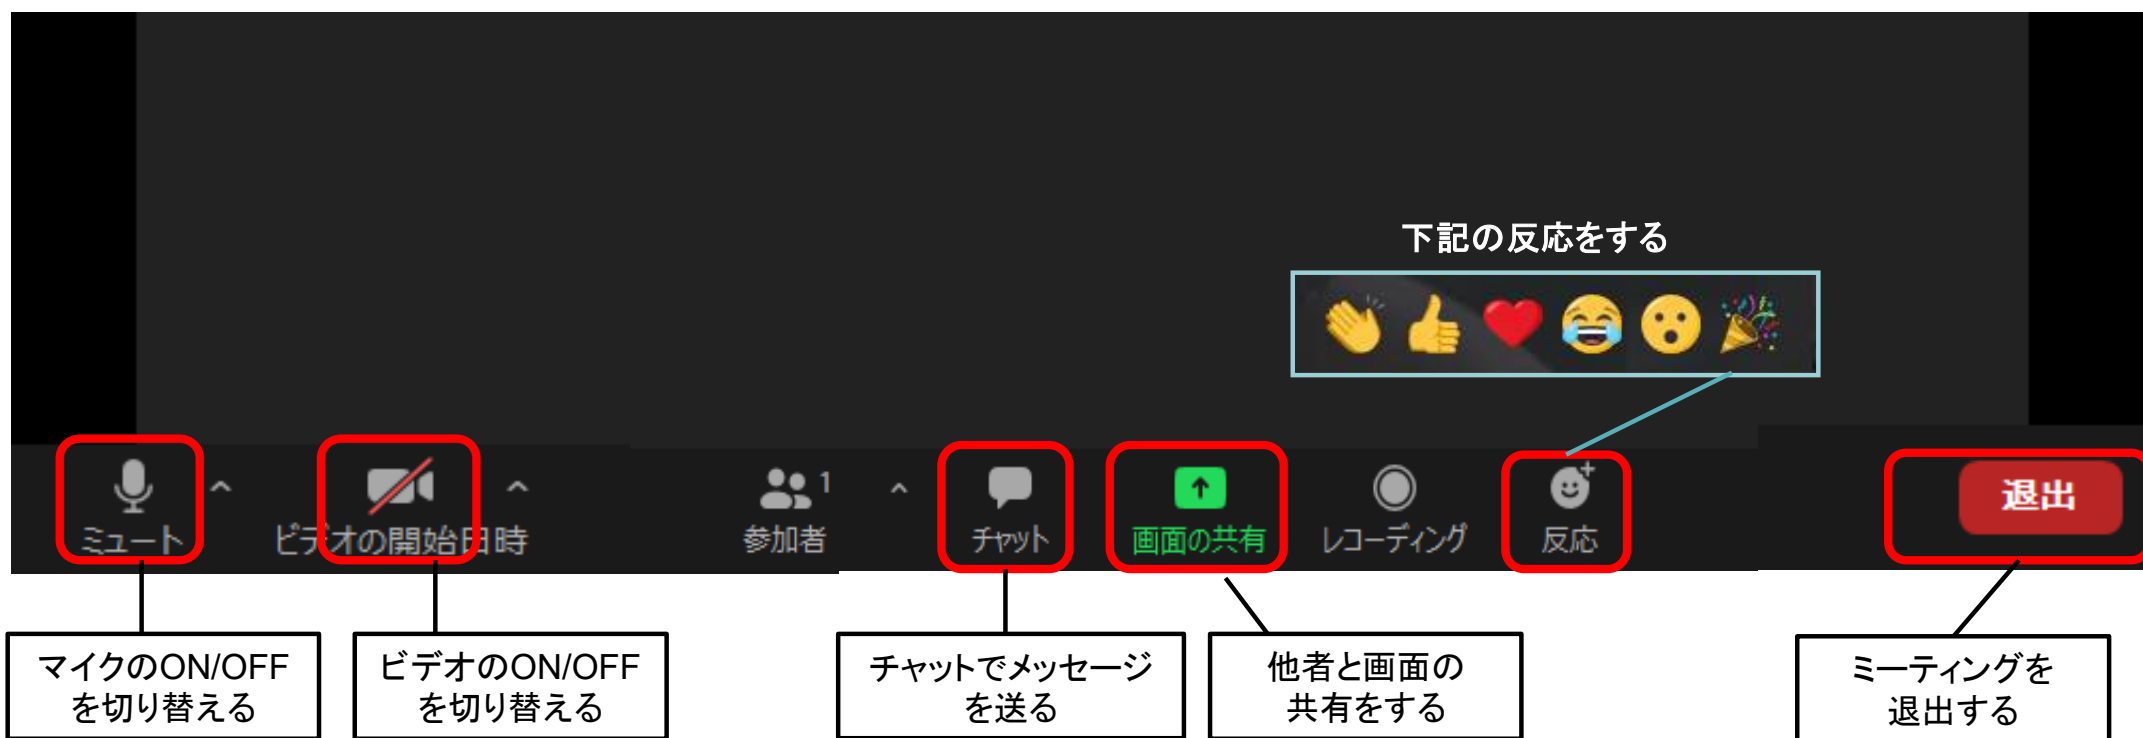 下記の反応をする
ミュート
ビデオの開始日時
1
参加者
チャット
画面の共有
レコーディング
反応
退出
マイクのON/OFF
を切り替える
ビデオのON/OFF
を切り替える
チャットでメッセージ
を送る
他者と画面の
共有をする
ミーティングを
退出する